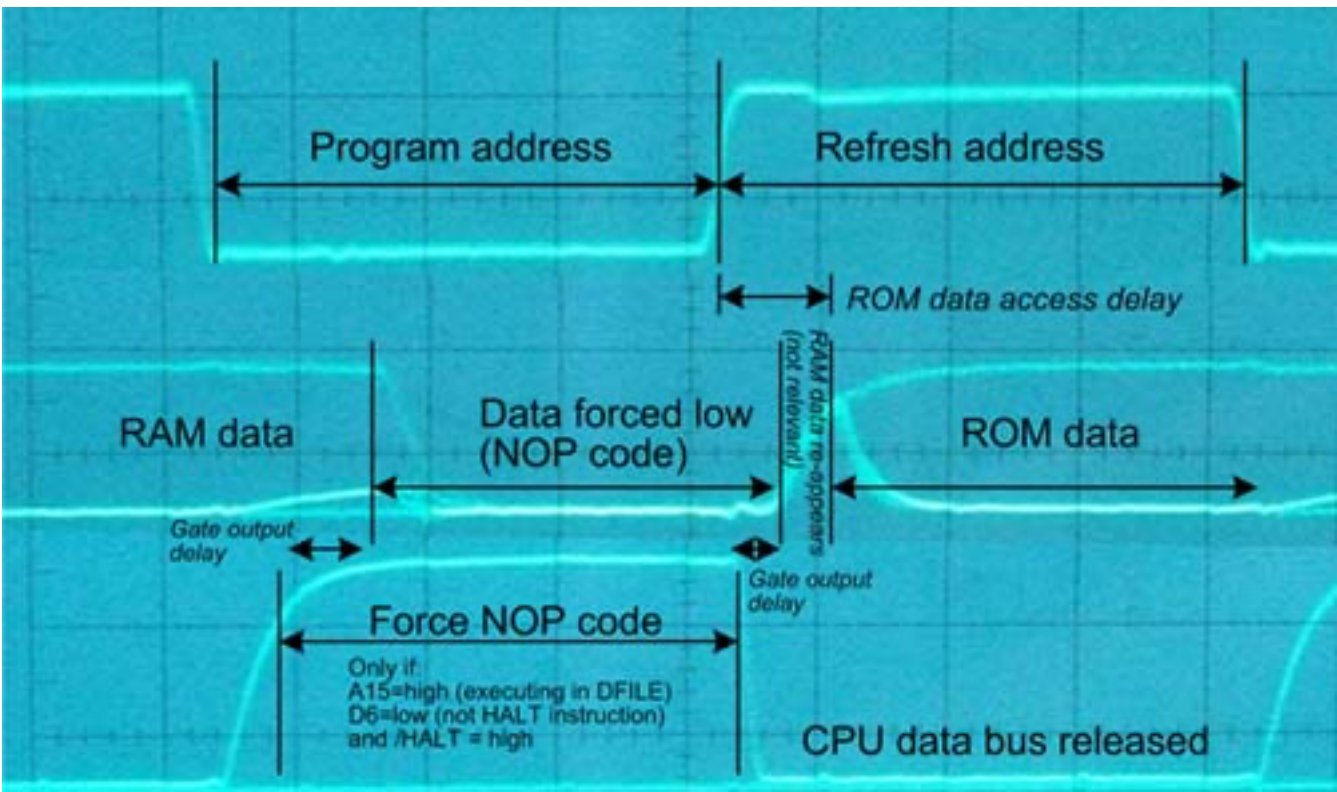 Program address
Refresh address
ROM data access delay
RAM data re-appears
(not relevant)
RAM data
Data forced low
(NOP code)
ROM data
Gate output
delay
Gate output
delay
Force NOP code
Only if:
A15=high (executing in DFILE)
D6=low (not HALT instruction)
and /HALT = high
CPU data bus released